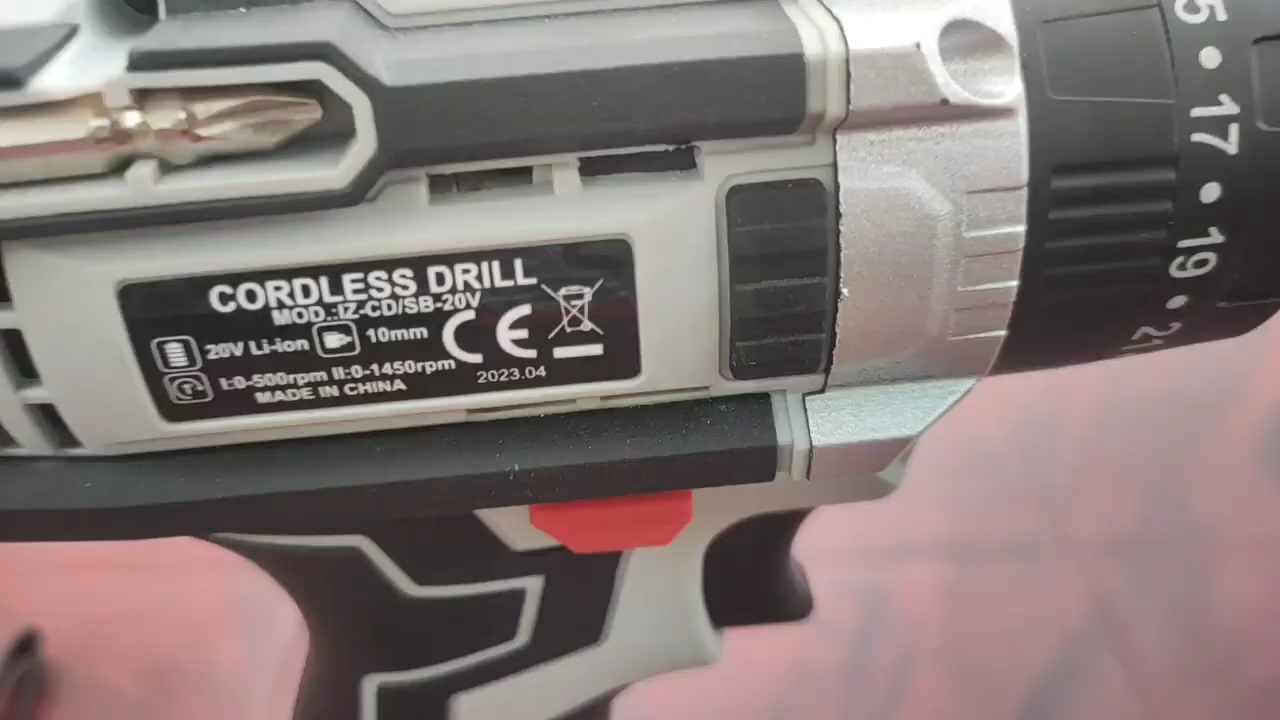 CORDLESS DRILL
MOD.:IZ-CD/SB-20V
20V Li-ion 10mm
I:0-500rpm II:0-1450rpm
MADE IN CHINA
CE
2023.04
5 • 17 • 19 • 21